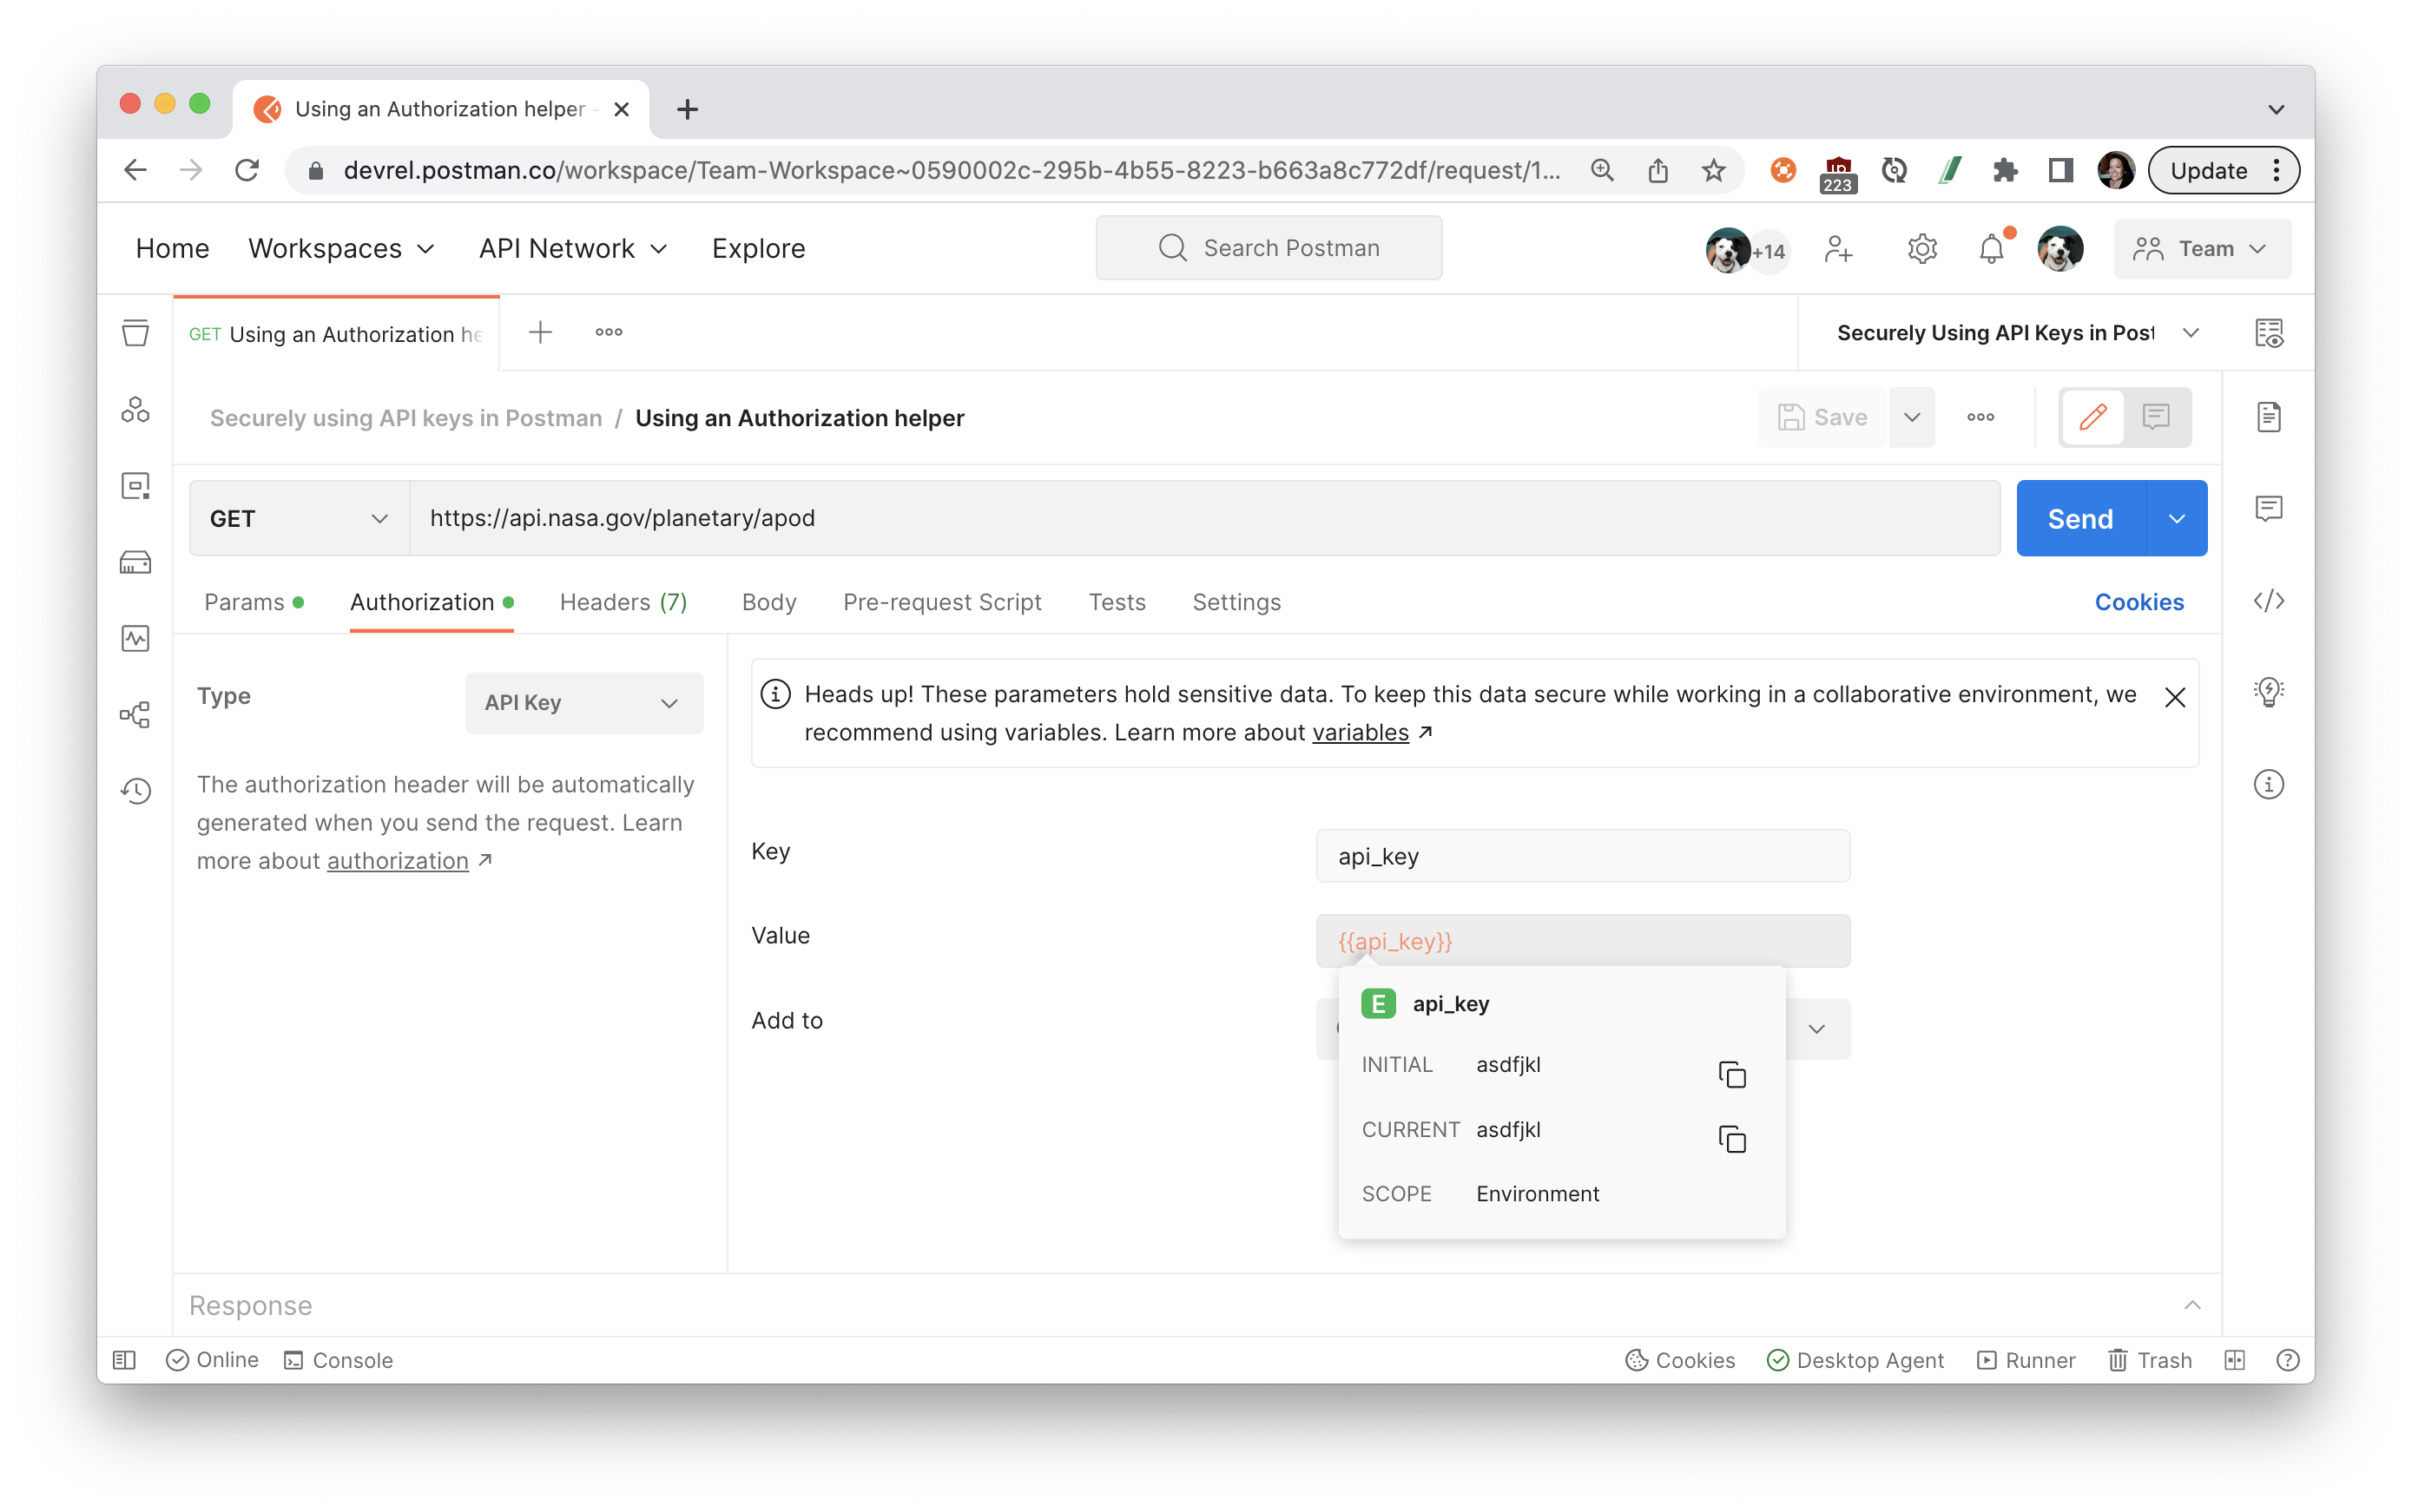 Using an Authorization helper -
devrel.postman.co/workspace/Team-Workspace~0590002c-295b-4b55-8223-b663a8c772df/request/1...
223
Update
Home
Workspaces
API Network
Explore
Search Postman
+14
Team
GET Using an Authorization he
Securely Using API Keys in Post
Securely using API keys in Postman / Using an Authorization helper
Save
GET
https://api.nasa.gov/planetary/apod
Send
Params
Authorization
Headers (7)
Body
Pre-request Script
Tests
Settings
Cookies
Type
API Key
The authorization header will be automatically
generated when you send the request. Learn
more about authorization ↗
Heads up! These parameters hold sensitive data. To keep this data secure while working in a collaborative environment, we
recommend using variables. Learn more about variables ↗
Key
api_key
Value
{{api_key}}
Add to
E api_key
INITIAL asdfjkl
CURRENT asdfjkl
SCOPE Environment
Response
Online
Console
Cookies
Desktop Agent
Runner
Trash